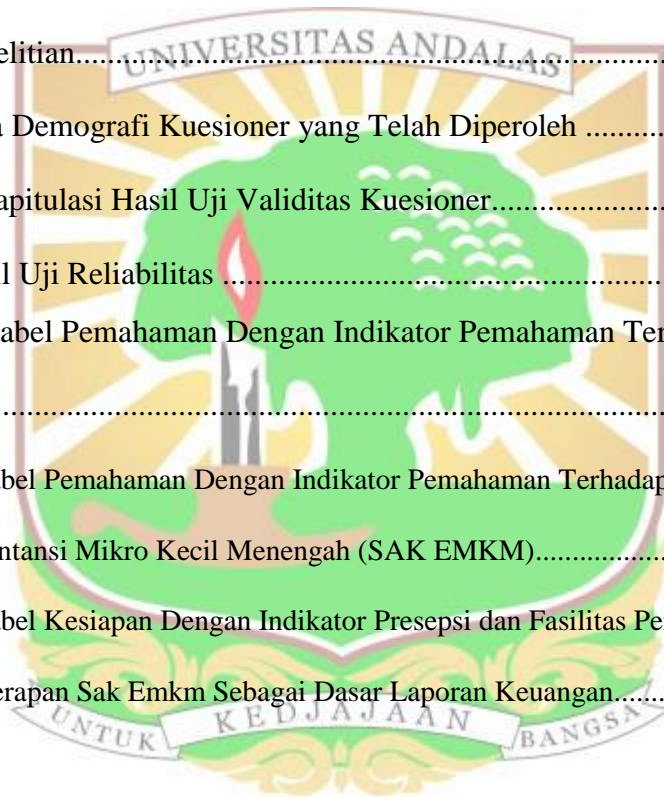 UNIVERSITAS ANDALAS
elitian
Demografi Kuesioner yang Telah Diperoleh
apitulasi Hasil Uji Validitas Kuesioner
l Uji Reliabilitas
abel Pemahaman Dengan Indikator Pemahaman Ter
bel Pemahaman Dengan Indikator Pemahaman Terhadap
ntansi Mikro Kecil Menengah (SAK EMKM)
bel Kesiapan Dengan Indikator Presepsi dan Fasilitas Pe
erapan Sak Emkm Sebagai Dasar Laporan Keuangan
UNTUK KEDJAJAAN BANGSA